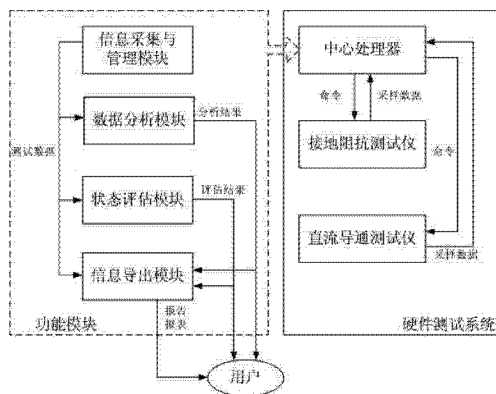 信息采集与
管理模块
中心处理器
命令
采样数据
数据分析模块
分析结果
接地阻抗测试仪
测试数据
命令
状态评估模块
评估结果
直流导通测试仪
采样数据
信息导出模块
报告
报表
功能模块
硬件测试系统
用户